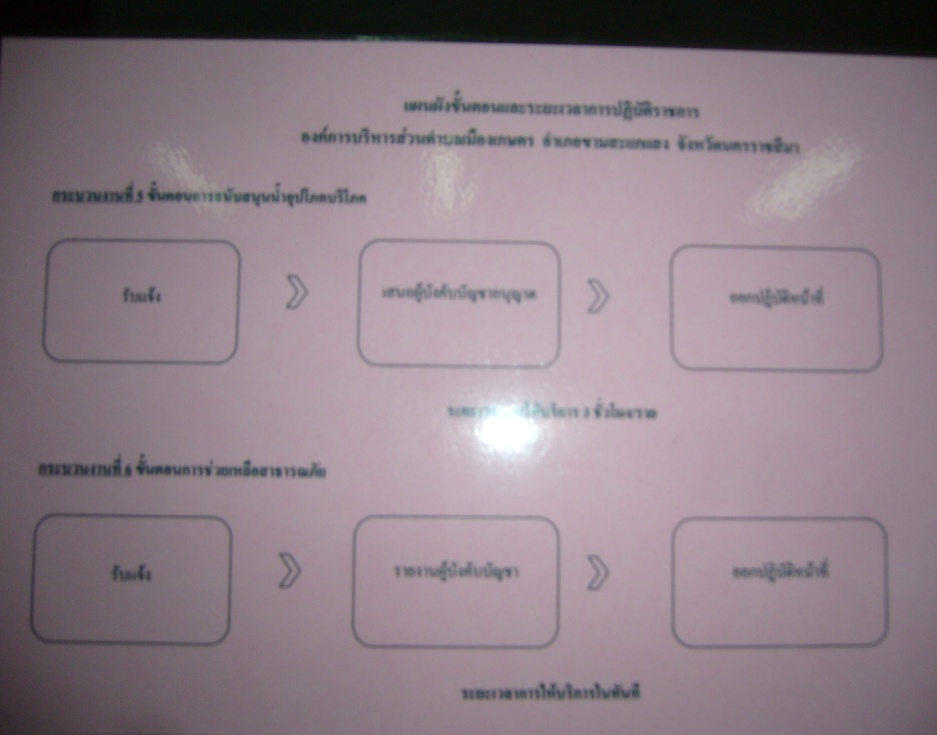 แผนผังขั้นตอนและระยะเวลาการปฏิบัติราชการ
องค์การบริหารส่วนตำบลเมืองเกษตร อำเภอขามสะแกแสง จังหวัดนครราชสีมา
กระบวนงานที่ 5 ขั้นตอนการสนับสนุนน้ำอุปโภคบริโภค
รับแจ้ง
เสนอผู้บังคับบัญชาอนุญาต
ออกปฏิบัติหน้าที่
บริการ 3 ชั่วโมง/ราย
กระบวนงานที่ 6 ขั้นตอนการช่วยเหลือสาธารณภัย
รับแจ้ง
รายงานผู้บังคับบัญชา
ออกปฏิบัติหน้าที่
ระยะเวลาการให้บริการในทันที